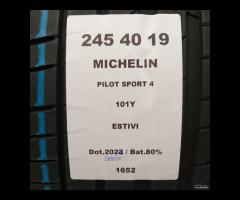 245 40 19
MICHELIN
PILOT SPORT 4
101Y
ESTIVI
Dot.2023 / Bat.80%
1652